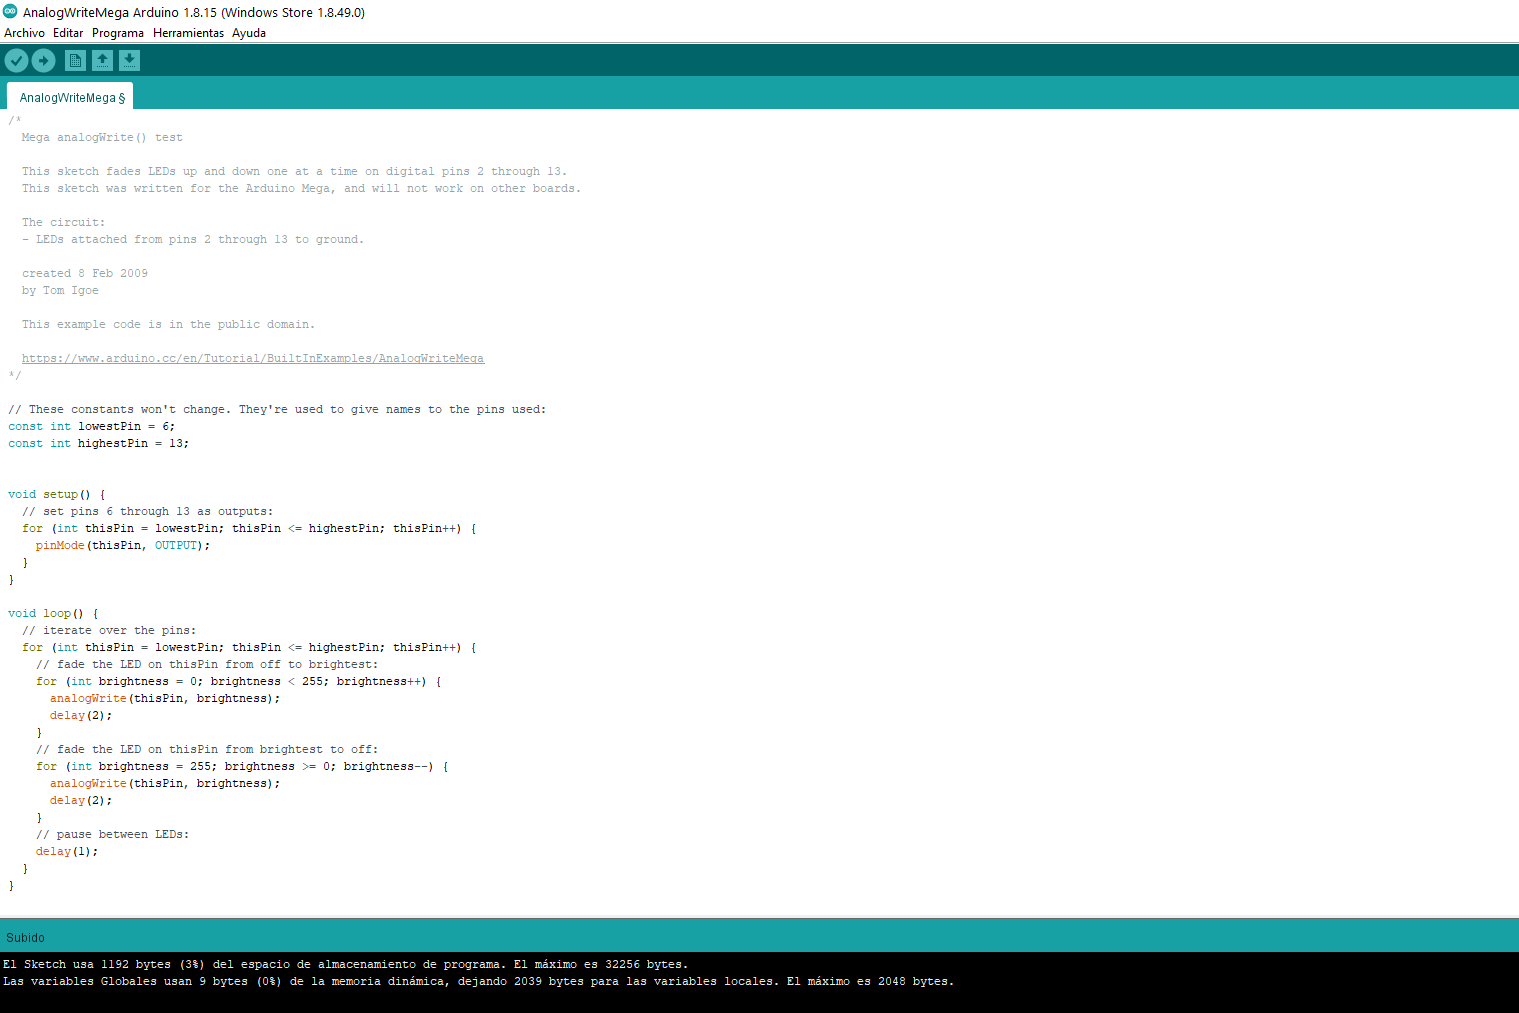 AnalogWriteMega Arduino 1.8.15 (Windows Store 1.8.49.0)
Archivo Editar Programa Herramientas Ayuda
AnalogWriteMega §
/*
  Mega analogWrite() test
  This sketch fades LEDs up and down one at a time on digital pins 2 through 13.
  This sketch was written for the Arduino Mega, and will not work on other boards.
  The circuit:
  - LEDs attached from pins 2 through 13 to ground.
  created 8 Feb 2009
  by Tom Igoe
  This example code is in the public domain.
  https://www.arduino.cc/en/Tutorial/BuiltInExamples/AnalogWriteMega
*/
// These constants won't change. They're used to give names to the pins used:
const int lowestPin = 6;
const int highestPin = 13;
void setup() {
  // set pins 6 through 13 as outputs:
  for (int thisPin = lowestPin; thisPin <= highestPin; thisPin++) {
    pinMode(thisPin, OUTPUT);
  }
}
void loop() {
  // iterate over the pins:
  for (int thisPin = lowestPin; thisPin <= highestPin; thisPin++) {
    // fade the LED on thisPin from off to brightest:
    for (int brightness = 0; brightness < 255; brightness++) {
      analogWrite(thisPin, brightness);
      delay(2);
    }
    // fade the LED on thisPin from brightest to off:
    for (int brightness = 255; brightness >= 0; brightness--) {
      analogWrite(thisPin, brightness);
      delay(2);
    }
    // pause between LEDs:
    delay(1);
  }
}
Subido
El Sketch usa 1192 bytes (3%) del espacio de almacenamiento de programa. El máximo es 32256 bytes.
Las variables Globales usan 9 bytes (0%) de la memoria dinámica, dejando 2039 bytes para las variables locales. El máximo es 2048 bytes.